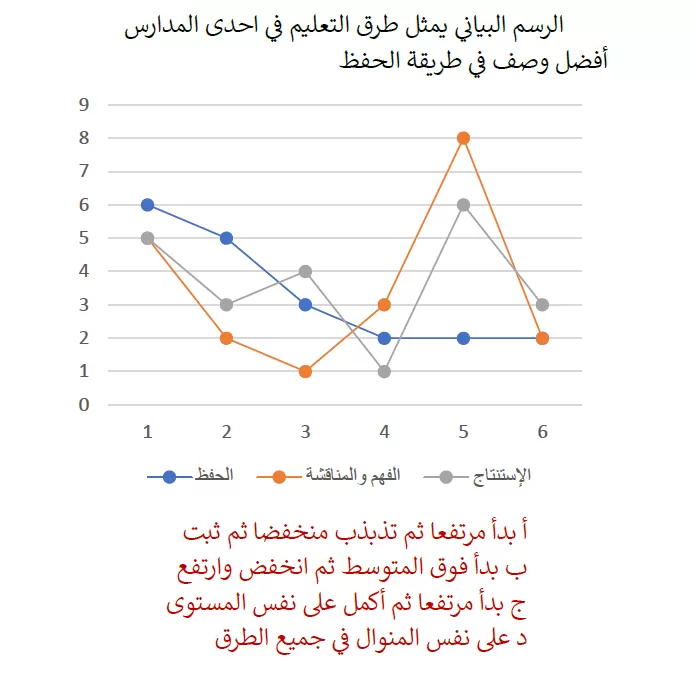 الرسم البياني يمثل طرق التعليم في احدى المدارس
أفضل وصف في طريقة الحفظ
9
8
7
6
5
4
3
2
1
0
1 2 3 4 5 6
الحفظ الفهم والمناقشة الإستنتاج
أ بدأ مرتفعا ثم تذبذب منخفضا ثم ثبت
ب بدأ فوق المتوسط ثم انخفض وارتفع
ج بدأ مرتفعا ثم أكمل على نفس المستوى
د على نفس المنوال في جميع الطرق